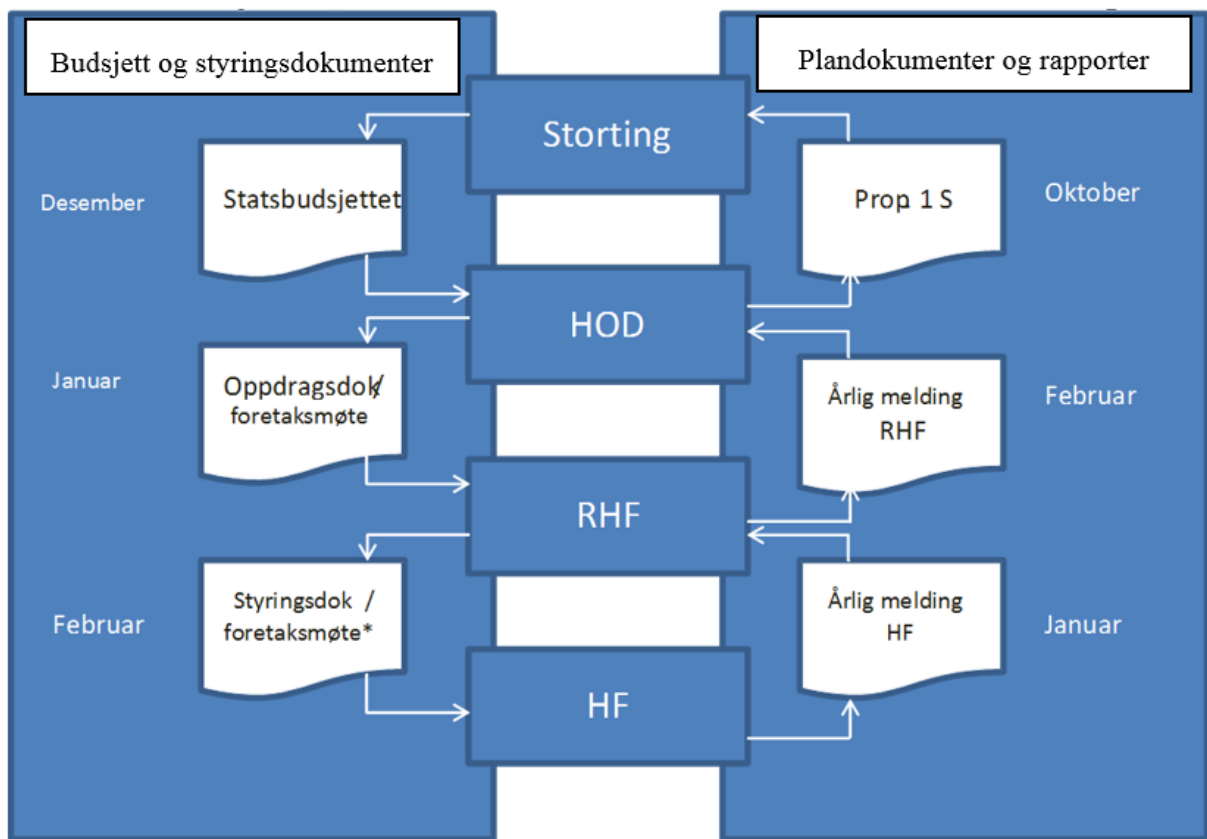 Budsjett og styringsdokumenter
Plandokumenter og rapporter
Storting
Desember
Statsbudsjettet
Prop. 1 S
Oktober
HOD
Januar
Oppdragsdok/
foretaksmøte
Årlig melding
RHF
Februar
RHF
Februar
Styringsdok /
foretaksmøte*
Årlig melding
HF
Januar
HF